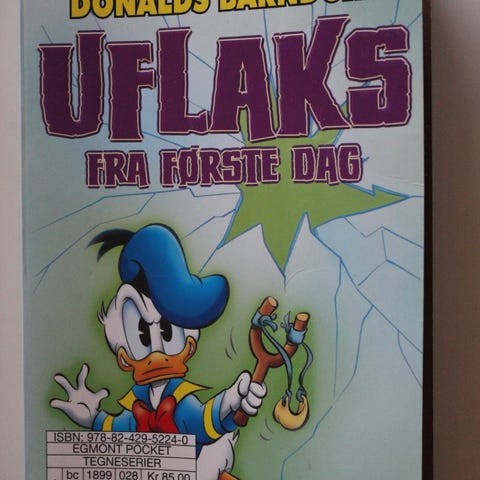 DONALDS
UFLAKS
FRA FØRSTE DAG
ISBN: 978-82-429-5224-0
EGMONT POCKET
TEGNESERIER
bc 1899 028 Kr 85.00